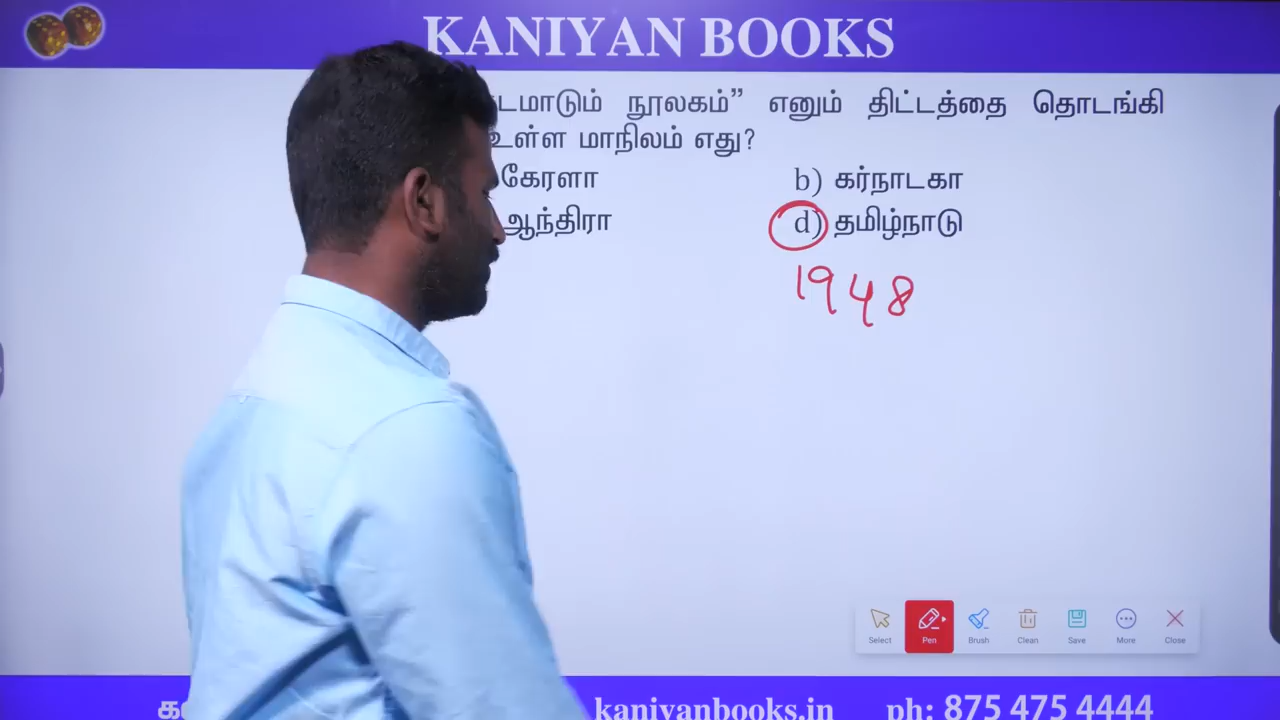 KANIYAN BOOKS
நூலகம்” எனும் திட்டத்தை தொடங்கி
உள்ள மாநிலம் எது?
கேரளா b) கர்நாடகா
ஆந்திரா d) தமிழ்நாடு
1948
Select Pen Brush Clean Save More Close
kaniyanbooks.in ph: 875 475 4444